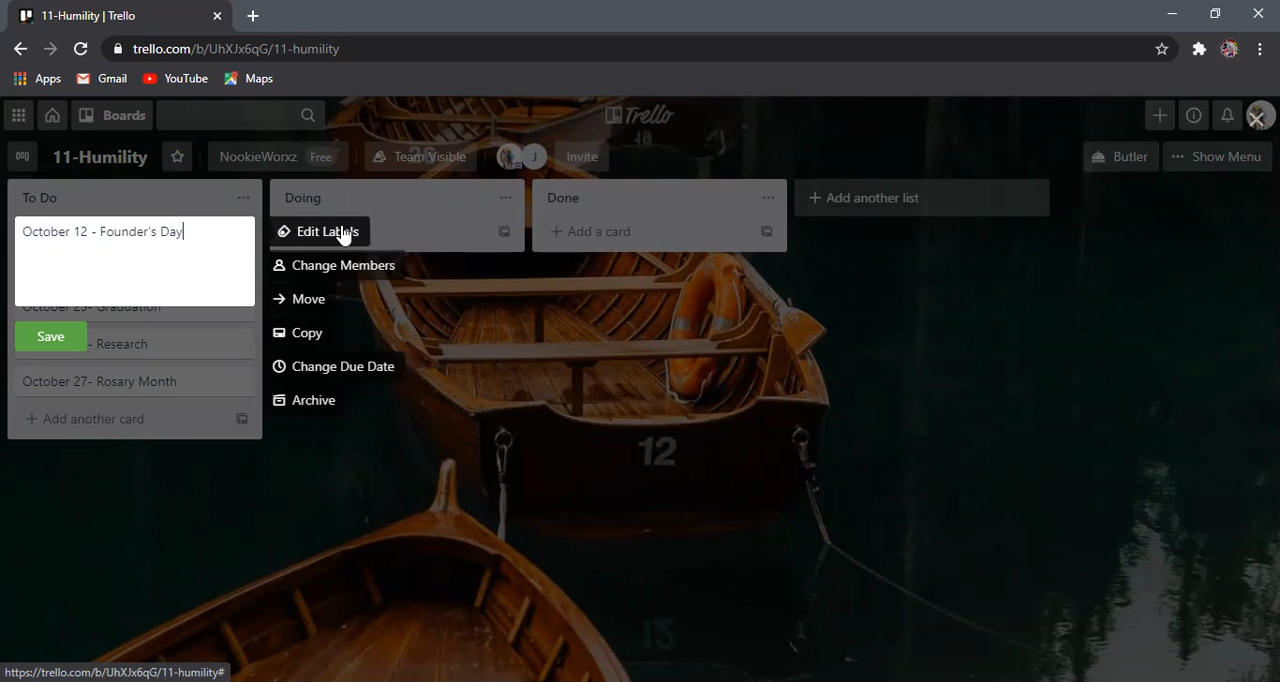 11-Humility | Trello
trello.com/b/UhXJx6qG/11-humility
Apps Gmail YouTube Maps
Boards Trello
11-Humility NookieWorxz Free Team Visible J Invite Butler Show Menu
To Do Doing Done Add another list
October 12 - Founder's Day
Edit Labels
Add a card
Change Members
Graduation
Move
Save
- Research
Copy
Change Due Date
October 27- Rosary Month
Archive
Add another card
12
https://trello.com/b/UhXJx6qG/11-humility#